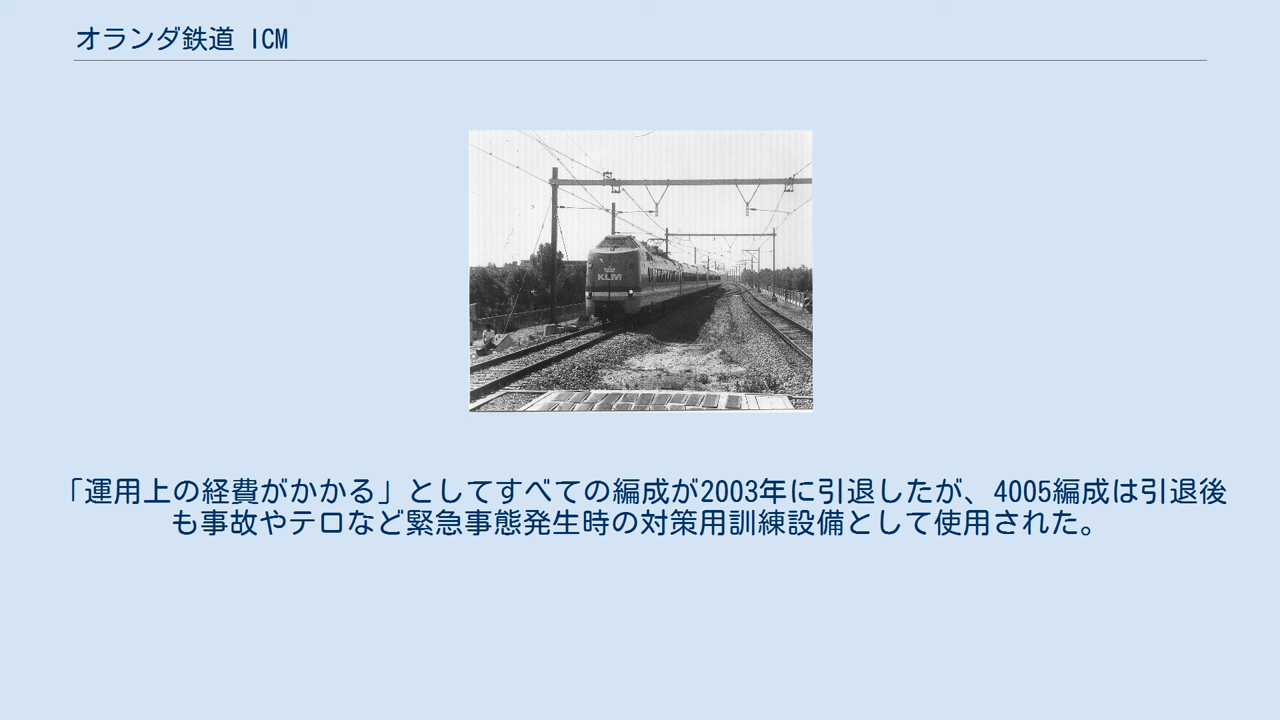 オランダ鉄道 ICM
KLM
「運用上の経費がかかる」としてすべての編成が2003年に引退したが、4005編成は引退後
も事故やテロなど緊急事態発生時の対策用訓練設備として使用された。